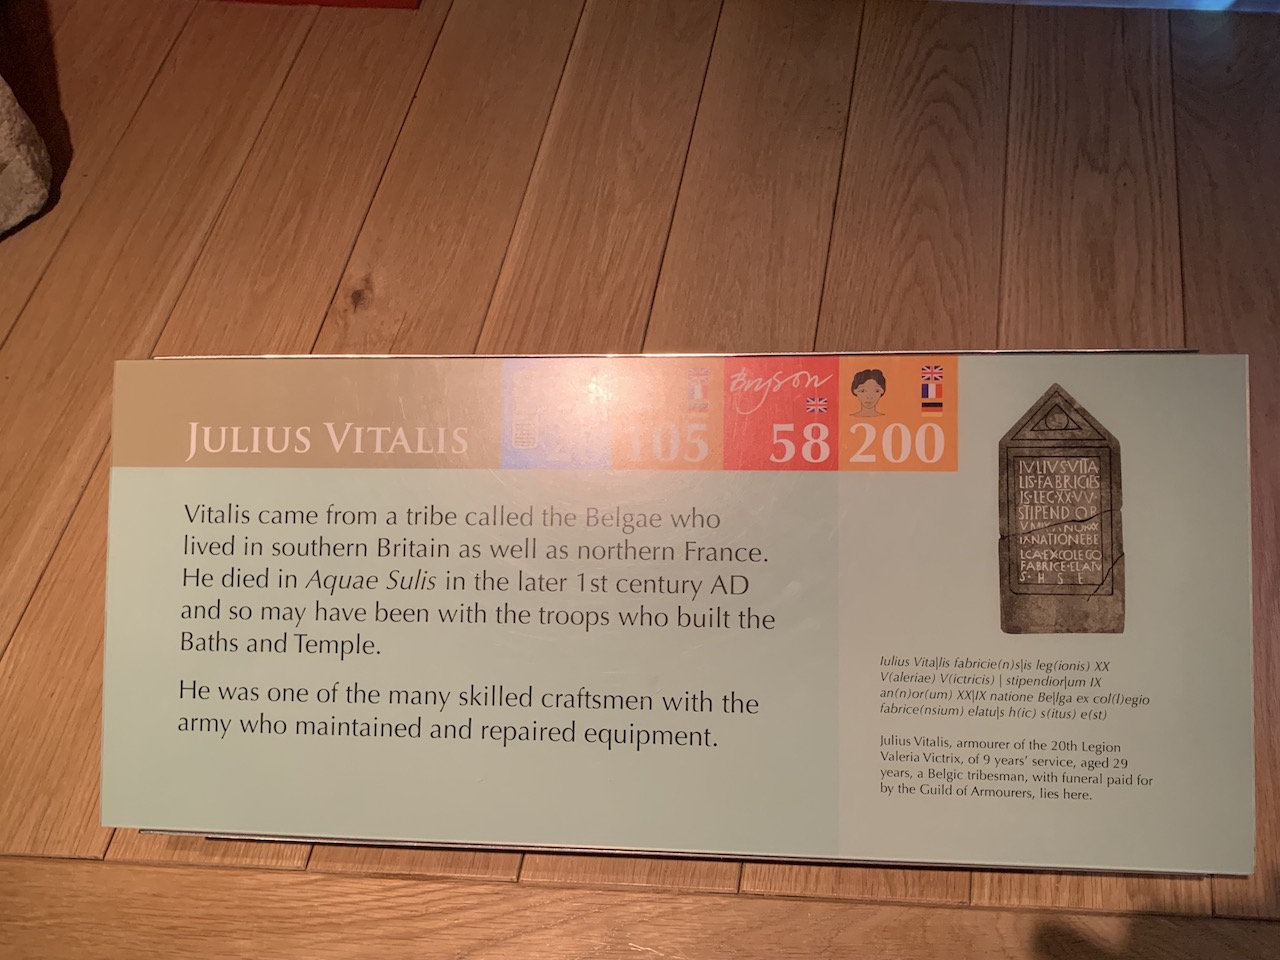 JULIUS VITALIS
105
Bryson
58
200
Vitalis came from a tribe called the Belgae who
lived in southern Britain as well as northern France.
He died in Aquae Sulis in the later 1st century AD
and so may have been with the troops who built the
Baths and Temple.
He was one of the many skilled craftsmen with the
army who maintained and repaired equipment.
IVLIVS VITA
LIS·FABRICIES
IS·LEG·XX·V·V·
STIPEND
IX NATIONE BE
LGA·EX·COLEGO
FABRICE·ELATV
S·H S E
Iulius Vita|lis fabricie(n)s|is leg(ionis) XX
V(aleriae) V(ictricis) | stipendior|um IX
an(n)or(um) XX|IX natione Be|lga ex col(l)egio
fabrice(nsium) elatu|s h(ic) s(itus) e(st)
Julius Vitalis, armourer of the 20th Legion
Valeria Victrix, of 9 years' service, aged 29
years, a Belgic tribesman, with funeral paid for
by the Guild of Armourers, lies here.